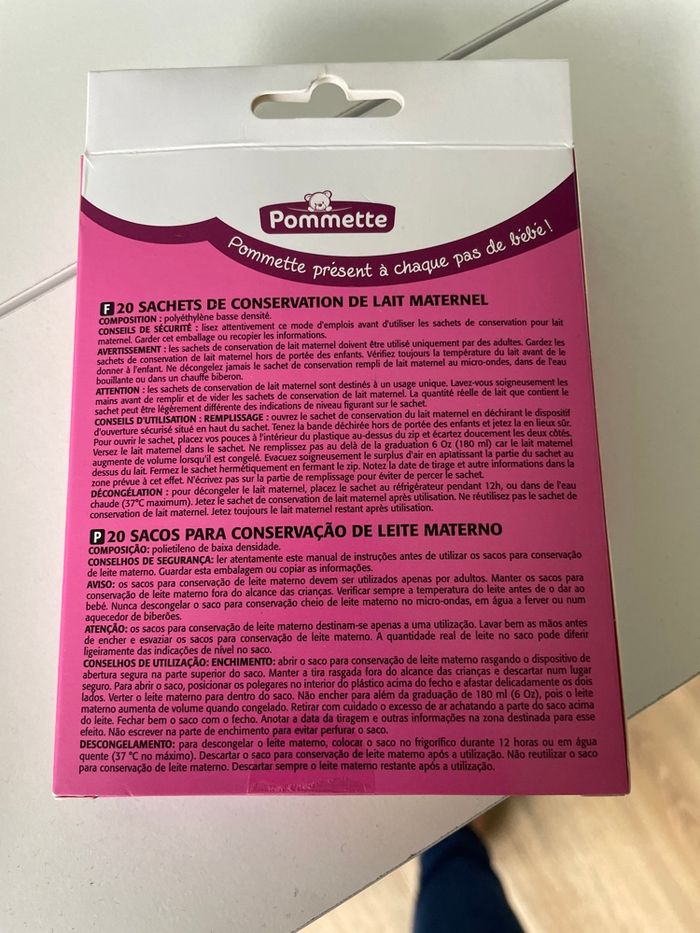 Pommette
Pommette présent à chaque pas de bébé!
F 20 SACHETS DE CONSERVATION DE LAIT MATERNEL
COMPOSITION : polyéthylène basse densité.
CONSEILS DE SÉCURITÉ : lisez attentivement ce mode d'emplois avant d'utiliser les sachets de conservation pour lait
maternel. Garder cet emballage ou recopier les informations.
AVERTISSEMENT : les sachets de conservation de lait maternel doivent être utilisé uniquement par des adultes. Gardez les
sachets de conservation de lait maternel hors de portée des enfants. Vérifiez toujours la température du lait avant de le
donner à l'enfant. Ne décongelez jamais le sachet de conservation rempli de lait maternel au micro-ondes, dans de l'eau
bouillante ou dans un chauffe biberon.
ATTENTION : les sachets de conservation de lait maternel sont destinés à un usage unique. Lavez-vous soigneusement les
mains avant de remplir et de vider les sachets de conservation de lait maternel. La quantité réelle de lait que contient le
sachet peut être légèrement différente des indications de niveau figurant sur le sachet.
CONSEILS D'UTILISATION : REMPLISSAGE : ouvrez le sachet de conservation du lait maternel en déchirant le dispositif
d'ouverture sécurisé situé en haut du sachet. Tenez la bande déchirée hors de portée des enfants et jetez la en lieux sûr.
Pour ouvrir le sachet, placez vos pouces à l'intérieur du plastique au-dessus du zip et écartez doucement les deux côtés.
Versez le lait maternel dans le sachet. Ne remplissez pas au delà de la graduation 6 Oz (180 ml) car le lait maternel
augmente de volume lorsqu'il est congelé. Evacuez soigneusement le surplus d'air en aplatissant la partie du sachet au
dessus du lait. Fermez le sachet hermétiquement en fermant le zip. Notez la date de tirage et autre informations dans la
zone prévue à cet effet. N'écrivez pas sur la partie de remplissage pour éviter de percer le sachet.
DÉCONGÉLATION : pour décongeler le lait maternel, placez le sachet au réfrigérateur pendant 12h, ou dans de l'eau
chaude (37°C maximum). Jetez le sachet de conservation de lait maternel après utilisation. Ne réutilisez pas le sachet de
conservation de lait maternel. Jetez toujours le lait maternel restant après utilisation.
P 20 SACOS PARA CONSERVAÇÃO DE LEITE MATERNO
COMPOSIÇÃO: polietileno de baixa densidade.
CONSELHOS DE SEGURANÇA: ler atentamente este manual de instruções antes de utilizar os sacos para conservação
de leite materno. Guardar esta embalagem ou copiar as informações.
AVISO: os sacos para conservação de leite materno devem ser utilizados apenas por adultos. Manter os sacos para
conservação de leite materno fora do alcance das crianças. Verificar sempre a temperatura do leite antes de o dar ao
bebé. Nunca descongelar o saco para conservação cheio de leite materno no micro-ondas, em água a ferver ou num
aquecedor de biberões.
ATENÇÃO: os sacos para conservação de leite materno destinam-se apenas a uma utilização. Lavar bem as mãos antes
de encher e esvaziar os sacos para conservação de leite materno. A quantidade real de leite no saco pode diferir
ligeiramente das indicações de nível no saco.
CONSELHOS DE UTILIZAÇÃO: ENCHIMENTO: abrir o saco para conservação de leite materno rasgando o dispositivo de
abertura segura na parte superior do saco. Manter a tira rasgada fora do alcance das crianças e descartar num lugar
seguro. Para abrir o saco, posicionar os polegares no interior do plástico acima do fecho e afastar delicadamente os dois
lados. Verter o leite materno para dentro do saco. Não encher para além da graduação de 180 ml (6 Oz), pois o leite
materno aumenta de volume quando congelado. Retirar com cuidado o excesso de ar achatando a parte do saco acima
do leite. Fechar bem o saco com o fecho. Anotar a data da tiragem e outras informações na zona destinada para esse
efeito. Não escrever na parte de enchimento para evitar perfurar o saco.
DESCONGELAMENTO: para descongelar o leite materno, colocar o saco no frigorífico durante 12 horas ou em água
quente (37 °C no máximo). Descartar o saco para conservação de leite materno após a utilização. Não reutilizar o saco
para conservação de leite materno. Descartar sempre o leite materno restante após a utilização.